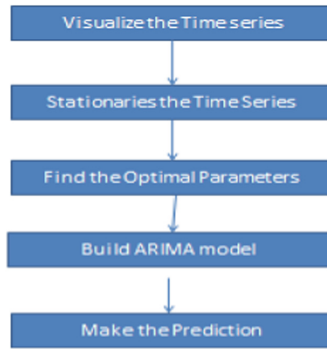 Visualize the Time series
Stationaries the Time Series
Find the Optimal Parameters
Build ARIMA model
Make the Prediction